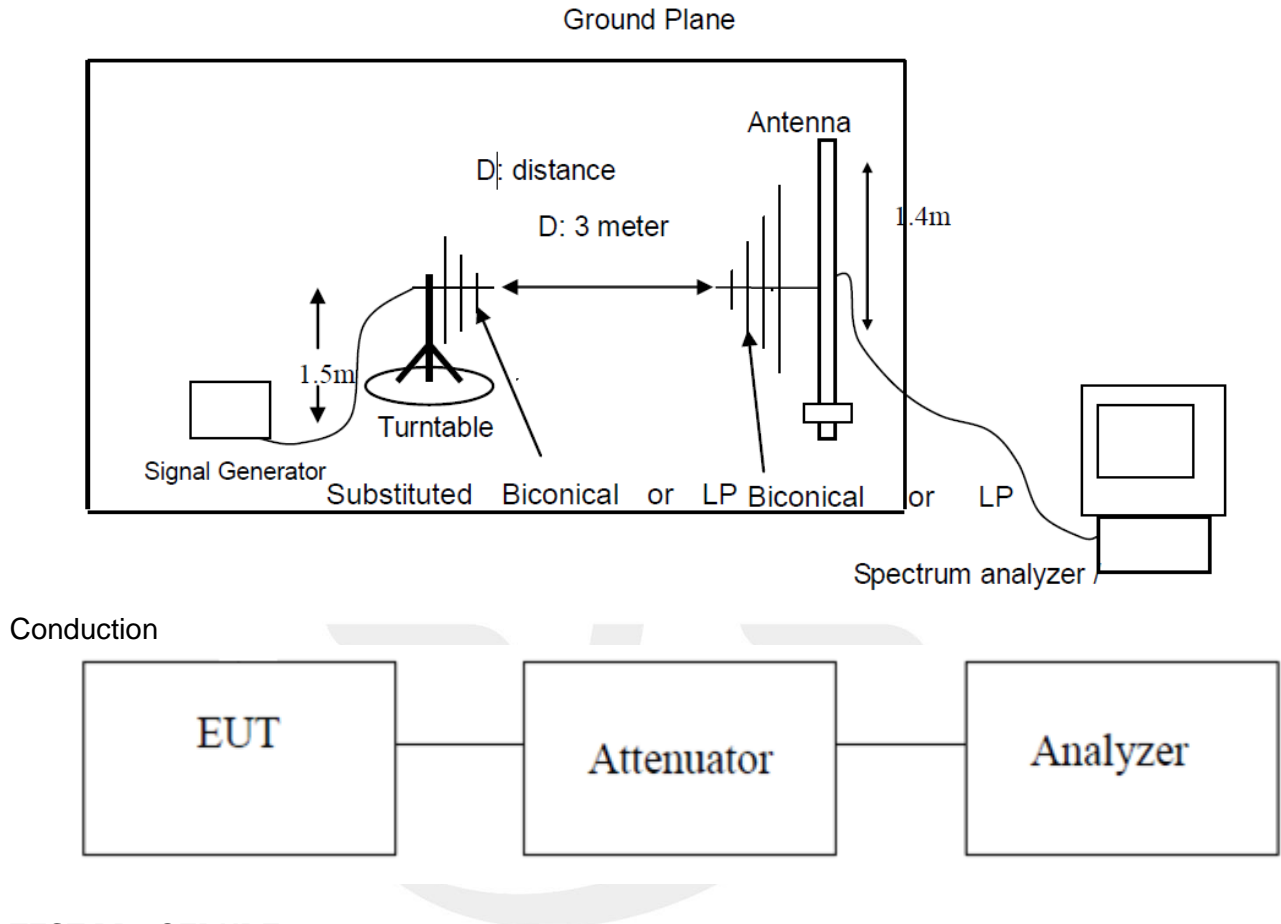 Ground Plane
Antenna
D: distance
1.4m
D: 3 meter
1.5m
Turntable
Signal Generator
Substituted Biconical or LP
Biconical or LP
Spectrum analyzer /
Conduction
EUT
Attenuator
Analyzer